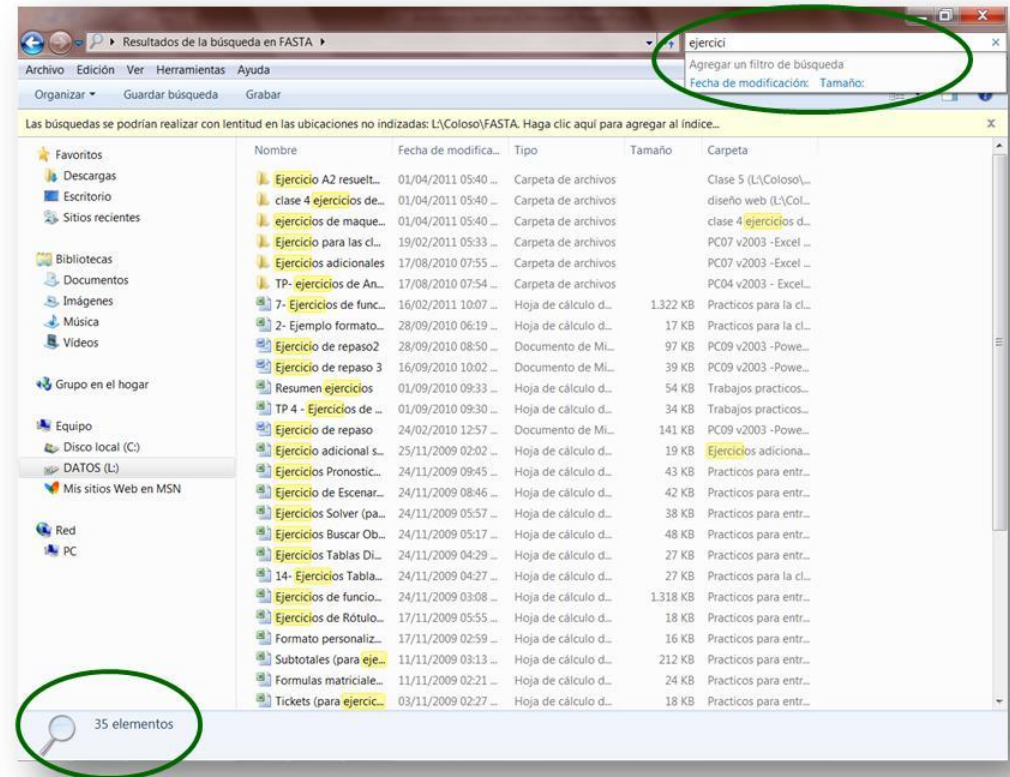 Resultados de la búsqueda en FASTA
ejercici
Archivo Edición Ver Herramientas Ayuda
Agregar un filtro de búsqueda
Fecha de modificación: Tamaño:
Organizar Guardar búsqueda Grabar
Las búsquedas se podrían realizar con lentitud en las ubicaciones no indizadas: L:\Coloso\FASTA. Haga clic aquí para agregar al índice...
Favoritos
Descargas
Escritorio
Sitios recientes
Bibliotecas
Documentos
Imágenes
Música
Vídeos
Grupo en el hogar
Equipo
Disco local (C:)
DATOS (L:)
Mis sitios Web en MSN
Red
PC
Nombre Fecha de modifica... Tipo Tamaño Carpeta
Ejercicio A2 resuelt... 01/04/2011 05:40 ... Carpeta de archivos Clase 5 (L:\Coloso\...
clase 4 ejercicios de... 01/04/2011 05:40 ... Carpeta de archivos diseño web (L:\Col...
ejercicios de maque... 01/04/2011 05:40 ... Carpeta de archivos clase 4 ejercicios d...
Ejercicio para las cl... 19/02/2011 05:33 ... Carpeta de archivos PC07 v2003 -Excel ...
Ejercicios adicionales 17/08/2010 07:55 ... Carpeta de archivos PC07 v2003 -Excel ...
TP- ejercicios de An... 17/08/2010 07:54 ... Carpeta de archivos PC04 v2003 - Excel...
7- Ejercicios de func... 16/02/2011 10:07 ... Hoja de cálculo d... 1.322 KB Practicos para la cl...
2- Ejemplo formato... 28/09/2010 06:19 ... Hoja de cálculo d... 17 KB Practicos para la cl...
Ejercicio de repaso2 28/09/2010 08:50 ... Documento de Mi... 97 KB PC09 v2003 -Powe...
Ejercicio de repaso 3 16/09/2010 10:02 ... Documento de Mi... 39 KB PC09 v2003 -Powe...
Resumen ejercicios 01/09/2010 09:33 ... Hoja de cálculo d... 54 KB Trabajos practicos...
TP 4 - Ejercicios de ... 01/09/2010 09:30 ... Hoja de cálculo d... 34 KB Trabajos practicos...
Ejercicio de repaso 24/02/2010 12:57 ... Documento de Mi... 141 KB PC09 v2003 -Powe...
Ejercicio adicional s... 25/11/2009 02:02 ... Hoja de cálculo d... 19 KB Ejercicios adiciona...
Ejercicios Pronostic... 24/11/2009 09:45 ... Hoja de cálculo d... 43 KB Practicos para entr...
Ejercicio de Escenar... 24/11/2009 08:46 ... Hoja de cálculo d... 42 KB Practicos para entr...
Ejercicios Solver (pa... 24/11/2009 05:57 ... Hoja de cálculo d... 38 KB Practicos para entr...
Ejercicios Buscar Ob... 24/11/2009 05:17 ... Hoja de cálculo d... 48 KB Practicos para entr...
Ejercicios Tablas Di... 24/11/2009 04:29 ... Hoja de cálculo d... 27 KB Practicos para entr...
14- Ejercicios Tabla... 24/11/2009 04:27 ... Hoja de cálculo d... 27 KB Practicos para la cl...
Ejercicios de funcio... 24/11/2009 03:08 ... Hoja de cálculo d... 1.318 KB Practicos para entr...
Ejercicios de Rótulo... 17/11/2009 05:55 ... Hoja de cálculo d... 18 KB Practicos para entr...
Formato personaliz... 17/11/2009 02:59 ... Hoja de cálculo d... 16 KB Practicos para entr...
Subtotales (para eje... 11/11/2009 03:13 ... Hoja de cálculo d... 212 KB Practicos para entr...
Formulas matriciale... 11/11/2009 02:21 ... Hoja de cálculo d... 24 KB Practicos para entr...
Tickets (para ejercic... 03/11/2009 02:27 ... Hoja de cálculo d... 18 KB Practicos para entr...
35 elementos